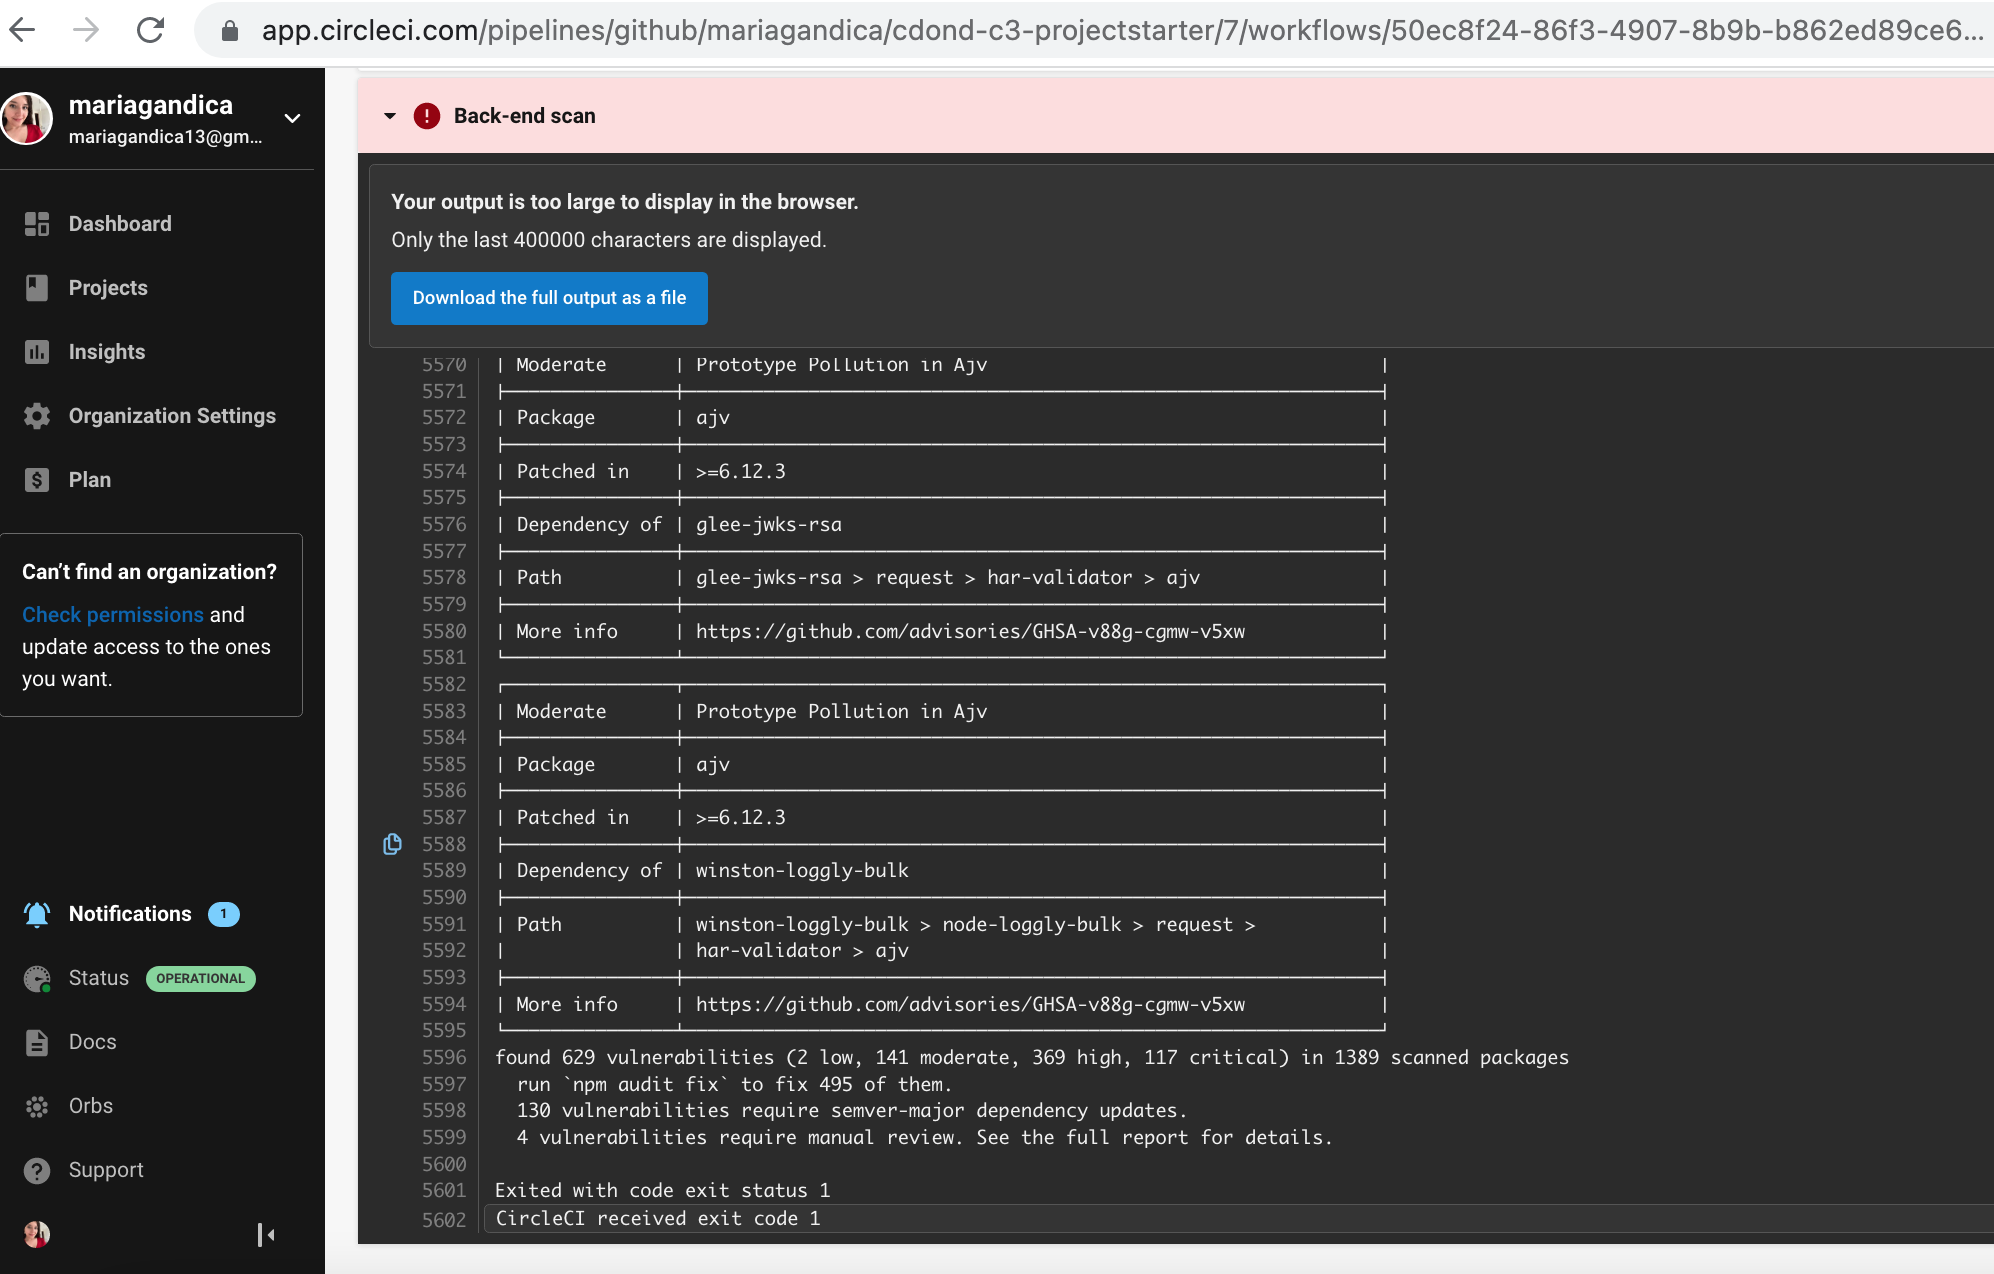 app.circleci.com/pipelines/github/mariagandica/cdond-c3-projectstarter/7/workflows/50ec8f24-86f3-4907-8b9b-b862ed89ce6...
mariagandica
mariagandica13@gm...
Dashboard
Projects
Insights
Organization Settings
Plan
Can't find an organization?
Check permissions and
update access to the ones
you want.
Notifications 1
Status OPERATIONAL
Docs
Orbs
Support
Back-end scan
Your output is too large to display in the browser.
Only the last 400000 characters are displayed.
Download the full output as a file
5570 | Moderate | Prototype Pollution in Ajv |
5571
5572 | Package | ajv |
5573
5574 | Patched in | >=6.12.3 |
5575
5576 | Dependency of | glee-jwks-rsa |
5577
5578 | Path | glee-jwks-rsa > request > har-validator > ajv |
5579
5580 | More info | https://github.com/advisories/GHSA-v88g-cgmw-v5xw |
5581
5582
5583 | Moderate | Prototype Pollution in Ajv |
5584
5585 | Package | ajv |
5586
5587 | Patched in | >=6.12.3 |
5588
5589 | Dependency of | winston-loggly-bulk |
5590
5591 | Path | winston-loggly-bulk > node-loggly-bulk > request > |
5592 | | har-validator > ajv |
5593
5594 | More info | https://github.com/advisories/GHSA-v88g-cgmw-v5xw |
5595
5596 found 629 vulnerabilities (2 low, 141 moderate, 369 high, 117 critical) in 1389 scanned packages
5597 run `npm audit fix` to fix 495 of them.
5598 130 vulnerabilities require semver-major dependency updates.
5599 4 vulnerabilities require manual review. See the full report for details.
5600
5601 Exited with code exit status 1
5602 CircleCI received exit code 1